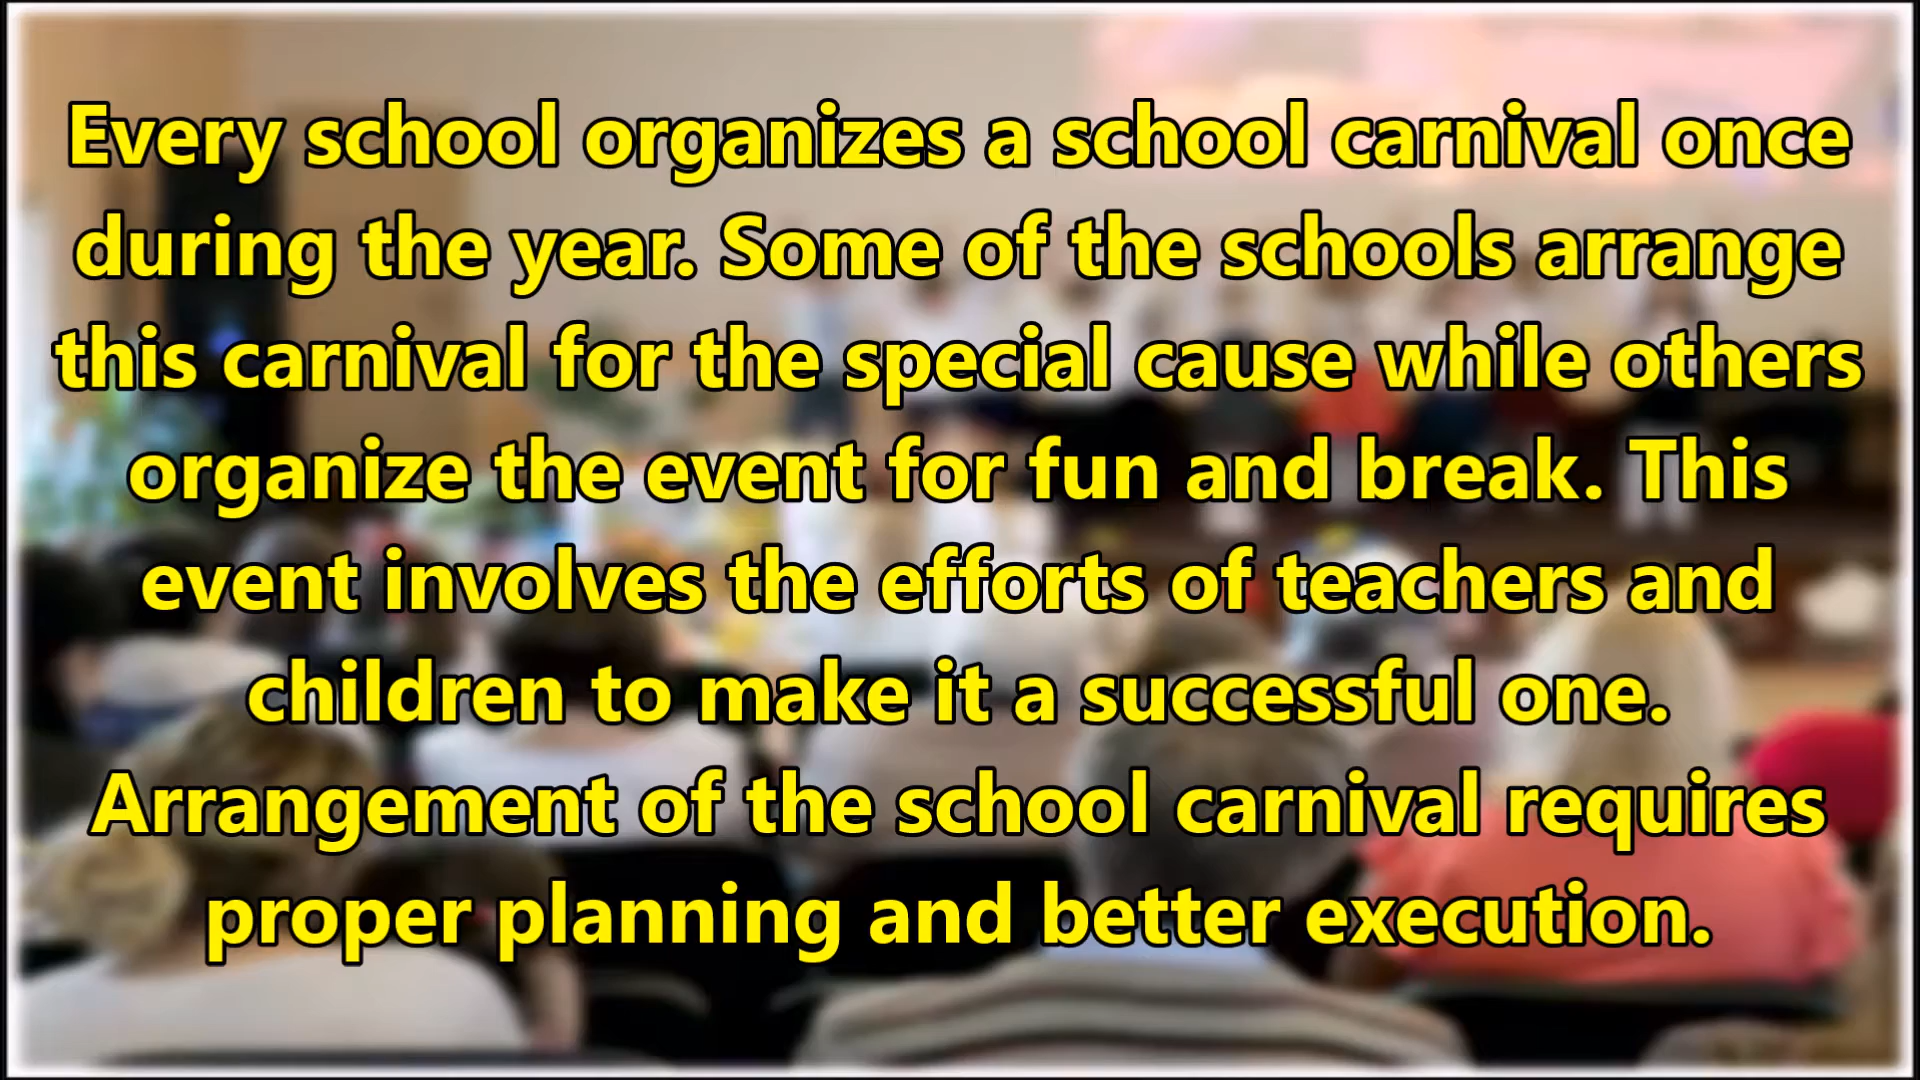 Every school organizes a school carnival once
during the year. Some of the schools arrange
this carnival for the special cause while others
organize the event for fun and break. This
event involves the efforts of teachers and
children to make it a successful one.
Arrangement of the school carnival requires
proper planning and better execution.